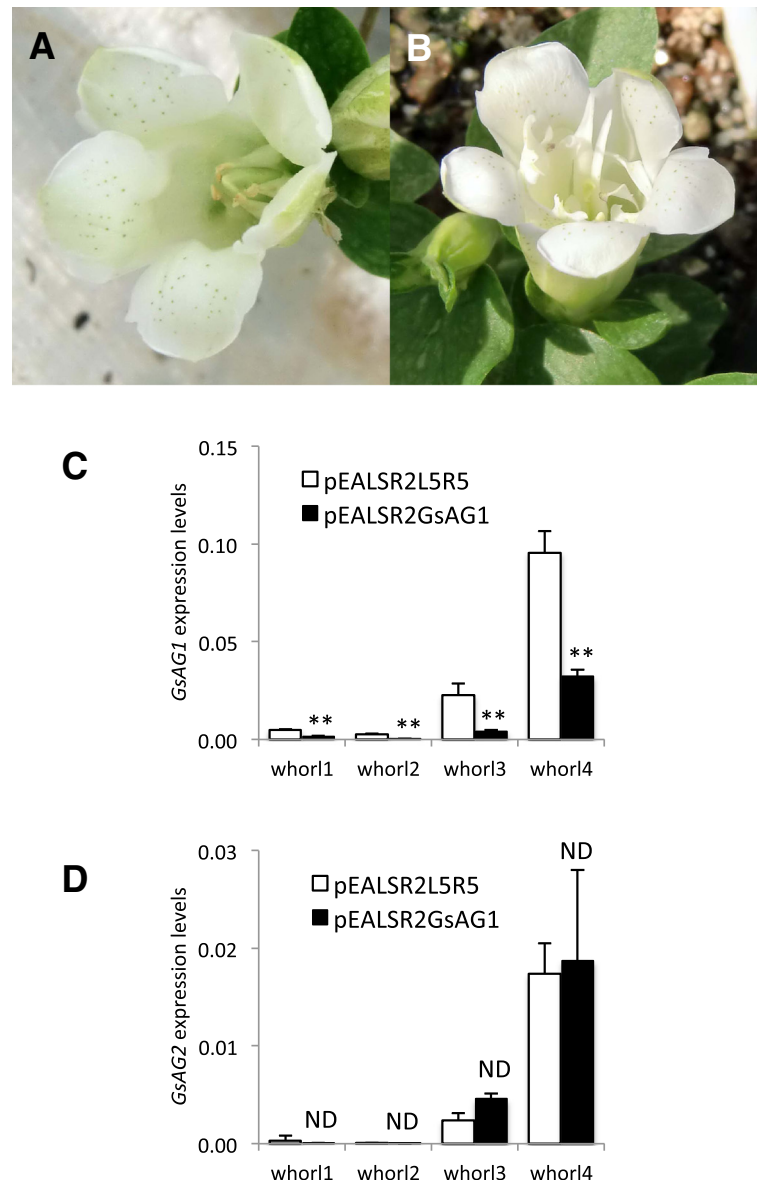 A
B
C
0.15
0.10
0.05
0.00
GsAG1 expression levels
pEALSR2L5R5
pEALSR2GsAG1
**
**
**
**
whorl1 whorl2 whorl3 whorl4
D
0.03
0.02
0.01
0.00
GsAG2 expression levels
pEALSR2L5R5
pEALSR2GsAG1
ND
ND
ND
ND
whorl1 whorl2 whorl3 whorl4